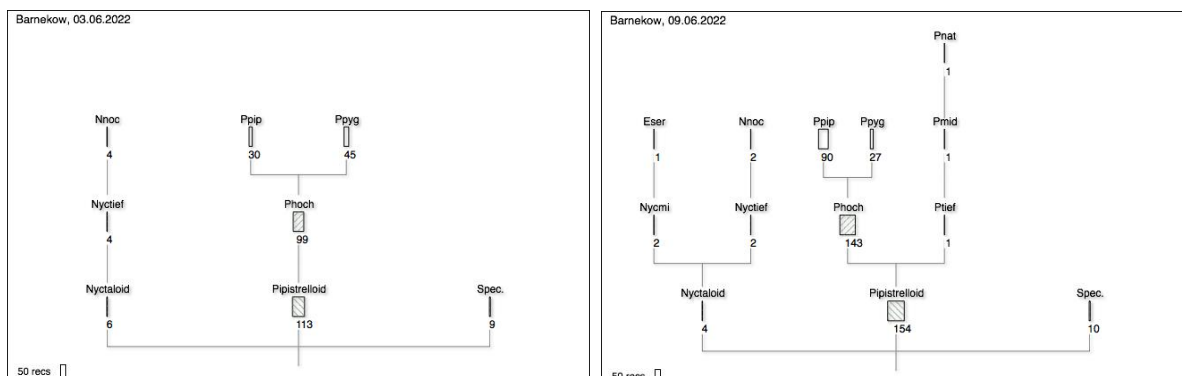 Barnekow, 03.06.2022
Nnoc Ppip Ppyg
4 30 45
Nyctief Phoch
4 99
Nyctaloid Pipistrelloid Spec.
6 113 9
50 recs
Barnekow, 09.06.2022
Pnat
1
Eser Nnoc Ppip Ppyg Pmid
1 2 90 27 1
Nycmi Nyctief Phoch Ptief
2 2 143 1
Nyctaloid Pipistrelloid Spec.
4 154 10
50 recs